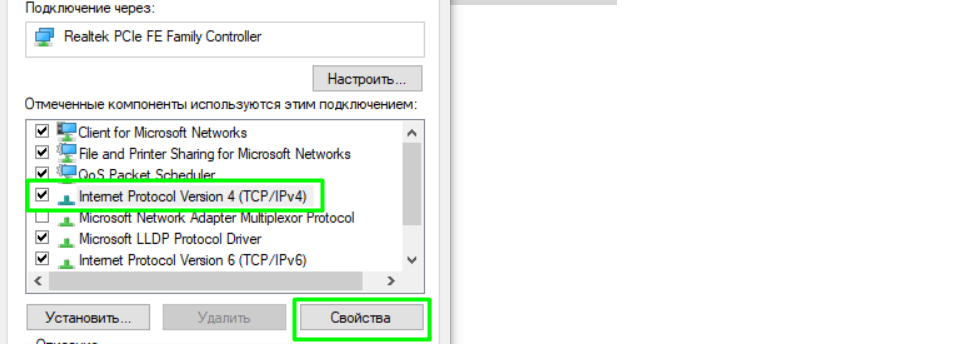 Подключение через:
Realtek PCIe FE Family Controller
Настроить...
Отмеченные компоненты используются этим подключением:
Client for Microsoft Networks
File and Printer Sharing for Microsoft Networks
QoS Packet Scheduler
Internet Protocol Version 4 (TCP/IPv4)
Microsoft Network Adapter Multiplexor Protocol
Microsoft LLDP Protocol Driver
Internet Protocol Version 6 (TCP/IPv6)
Установить... Удалить Свойства
Описание